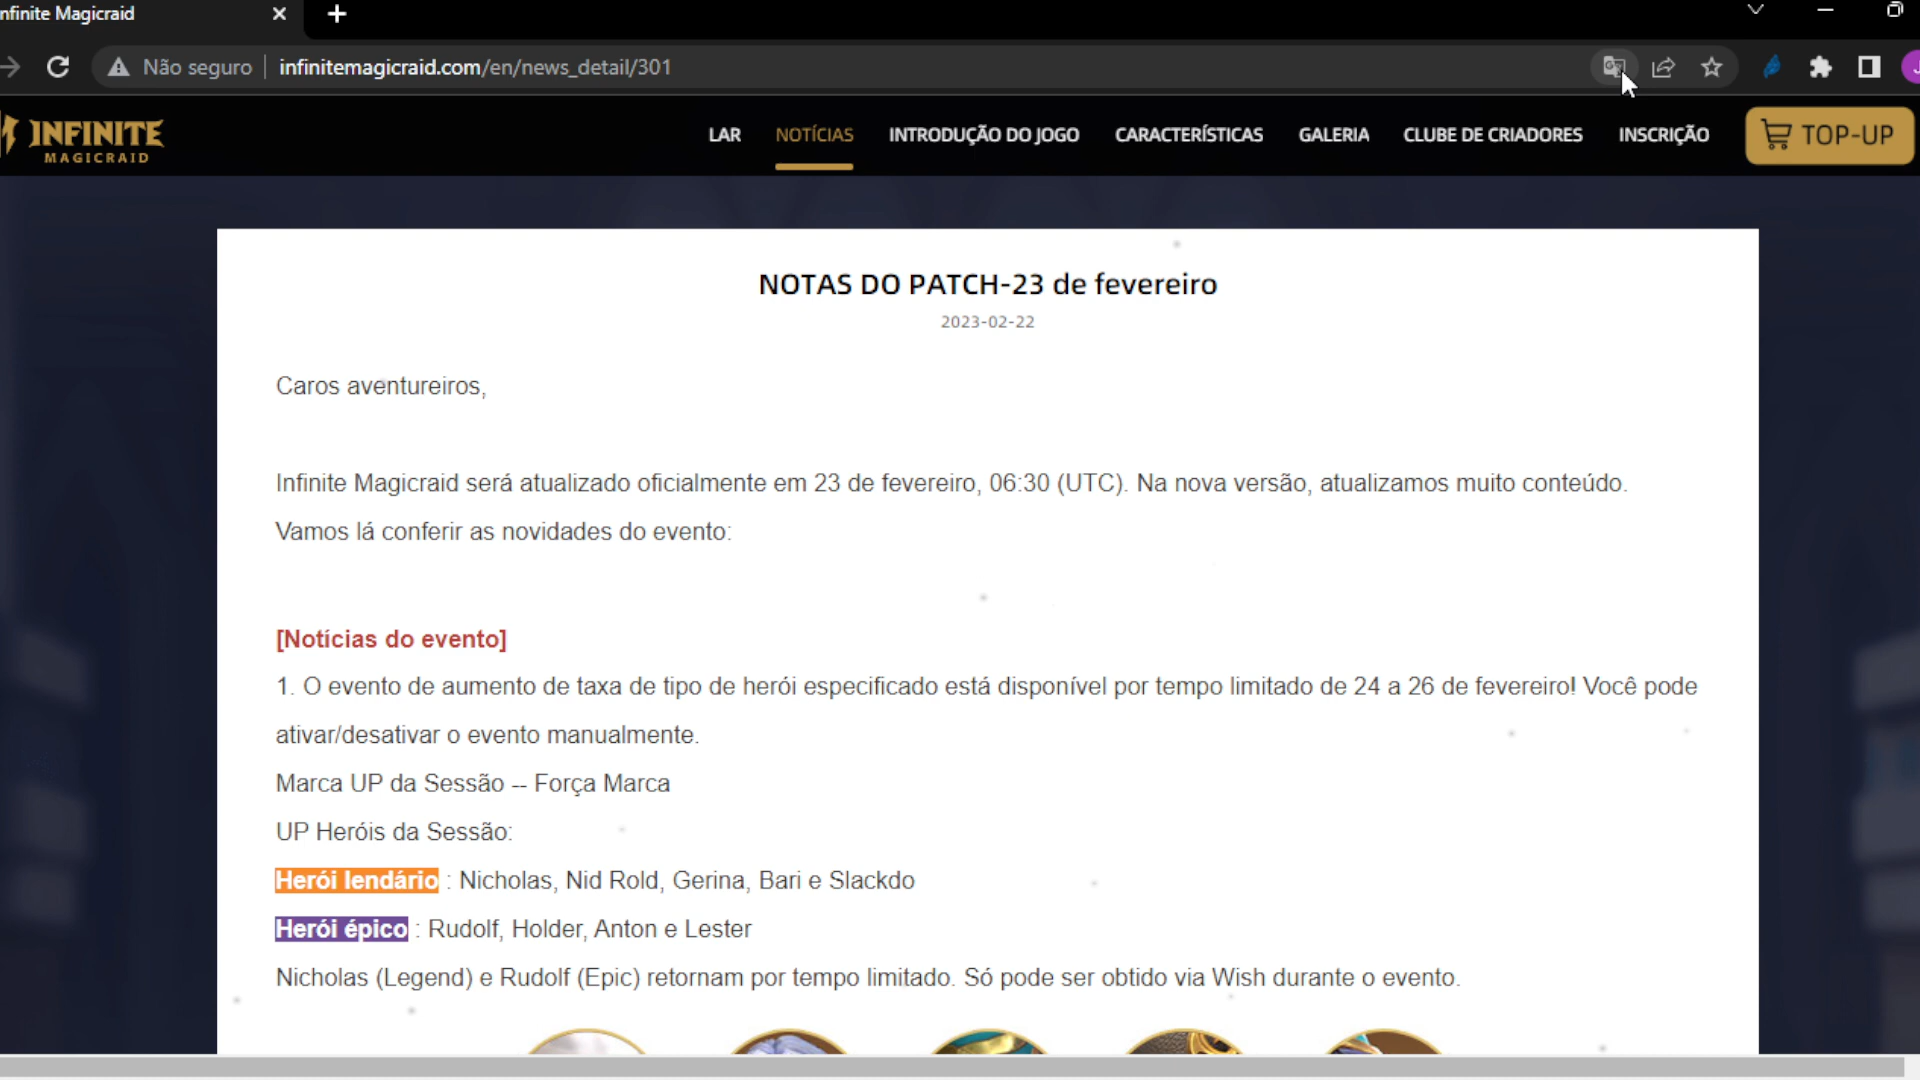 nfinite Magicraid
Não seguro infinitemagicraid.com/en/news_detail/301
INFINITE
MAGICRAID
LAR NOTÍCIAS INTRODUÇÃO DO JOGO CARACTERÍSTICAS GALERIA CLUBE DE CRIADORES INSCRIÇÃO TOP-UP
NOTAS DO PATCH-23 de fevereiro
2023-02-22
Caros aventureiros,
Infinite Magicraid será atualizado oficialmente em 23 de fevereiro, 06:30 (UTC). Na nova versão, atualizamos muito conteúdo.
Vamos lá conferir as novidades do evento:
[Notícias do evento]
1. O evento de aumento de taxa de tipo de herói especificado está disponível por tempo limitado de 24 a 26 de fevereiro! Você pode
ativar/desativar o evento manualmente.
Marca UP da Sessão -- Força Marca
UP Heróis da Sessão:
Herói lendário : Nicholas, Nid Rold, Gerina, Bari e Slackdo
Herói épico : Rudolf, Holder, Anton e Lester
Nicholas (Legend) e Rudolf (Epic) retornam por tempo limitado. Só pode ser obtido via Wish durante o evento.